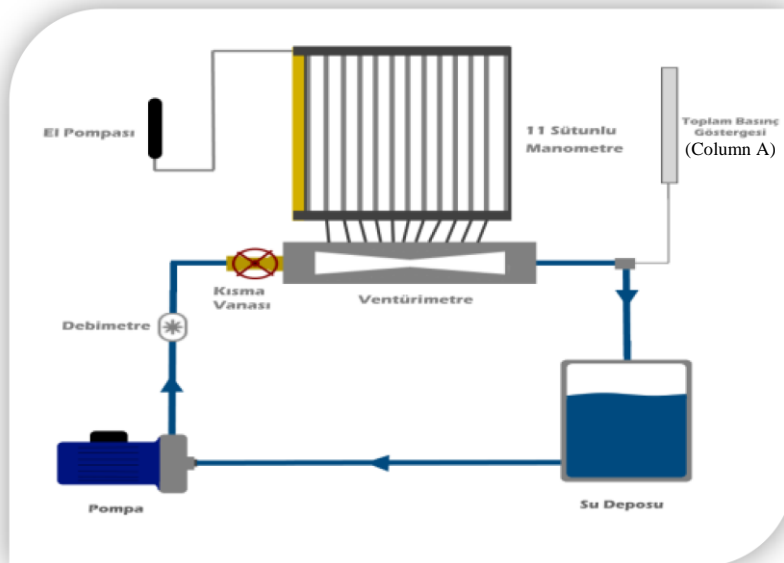 El Pompası
11 Sütunlu
Manometre
Toplam Basınç
Göstergesi
(Column A)
Kısma
Vanası
Ventürimetre
Debimetre
Pompa
Su Deposu